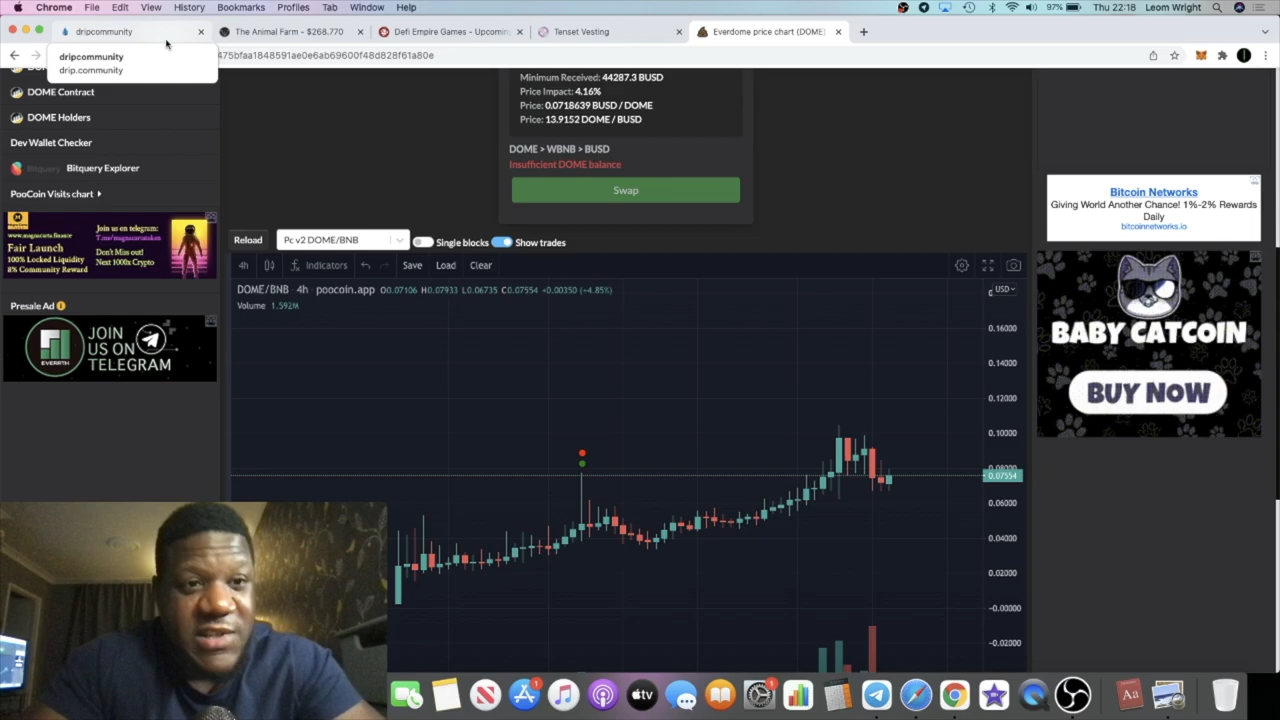 Chrome File Edit View History Bookmarks Profiles Tab Window Help 97% Thu 22:18 Leom Wright
dripcommunity
The Animal Farm - $268.770
Defi Empire Games - Upcoming
Tenset Vesting
Everdome price chart (DOME
475bfaa1848591ae0e6ab69600f48d828f61a80e
dripcommunity
drip.community
DOME Contract
DOME Holders
Dev Wallet Checker
Bitquery Bitquery Explorer
PooCoin Visits chart
Fair Launch
100% Locked Liquidity
8% Community Reward
Join us on telegram:
Don't Miss out!
Next 1000x Crypto
Presale Ad
EVEREARTH
JOIN
US ON
TELEGRAM
Minimum Received: 44287.3 BUSD
Price Impact: 4.16%
Price: 0.0718639 BUSD / DOME
Price: 13.9152 DOME / BUSD
DOME > WBNB > BUSD
Insufficient DOME balance
Swap
Reload
Pc v2 DOME/BNB
Single blocks
Show trades
4h
Indicators
Save
Load
Clear
DOME/BNB 4h poocoin.app O0.07106 H0.07933 L0.06735 C0.07554 +0.00350 (+4.85%)
Volume 1.592M
USD
0.16000
0.14000
0.12000
0.10000
0.08000
0.07554
0.06000
0.04000
0.02000
-0.00000
-0.02000
Bitcoin Networks
Giving World Another Chance! 1%-2% Rewards
Daily
bitcoinnetworks.io
BABY CATCOIN
BUY NOW
tv
Aa